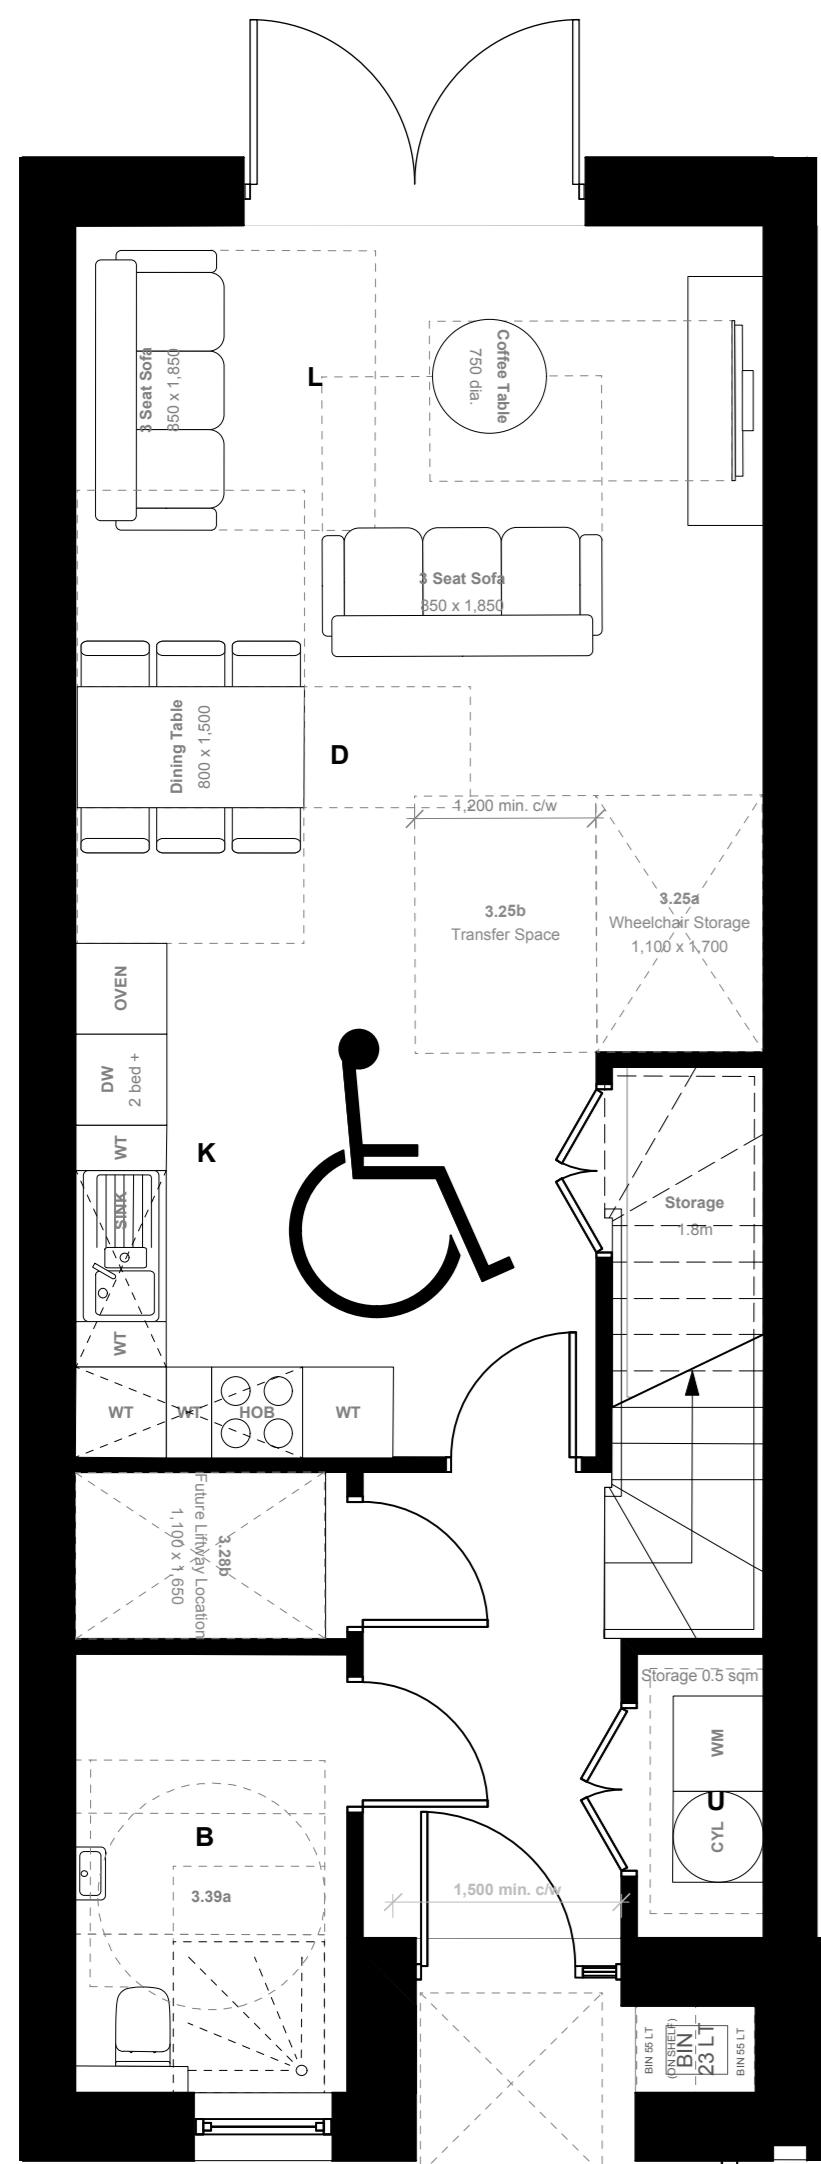 Coffee Table
750 dia.
L
3 Seat Sofa
850 x 1,850
3 Seat Sofa
850 x 1,850
Dining Table
800 x 1,500
D
1,200 min. c/w
3.25b
Transfer Space
3.25a
Wheelchair Storage
1,100 x 1,700
OVEN
DW
2 bed +
WT
K
SINK
WT
Storage
1.8m
WT
WT
HOB
WT
3.28b
Future Liftway Location
1,100 x 1,650
Storage 0.5 sqm
WM
U
CYL
B
3.39a
1,500 min. c/w
BIN 55 LT
(ON SHELF)
BIN
23 LT
BIN 55 LT